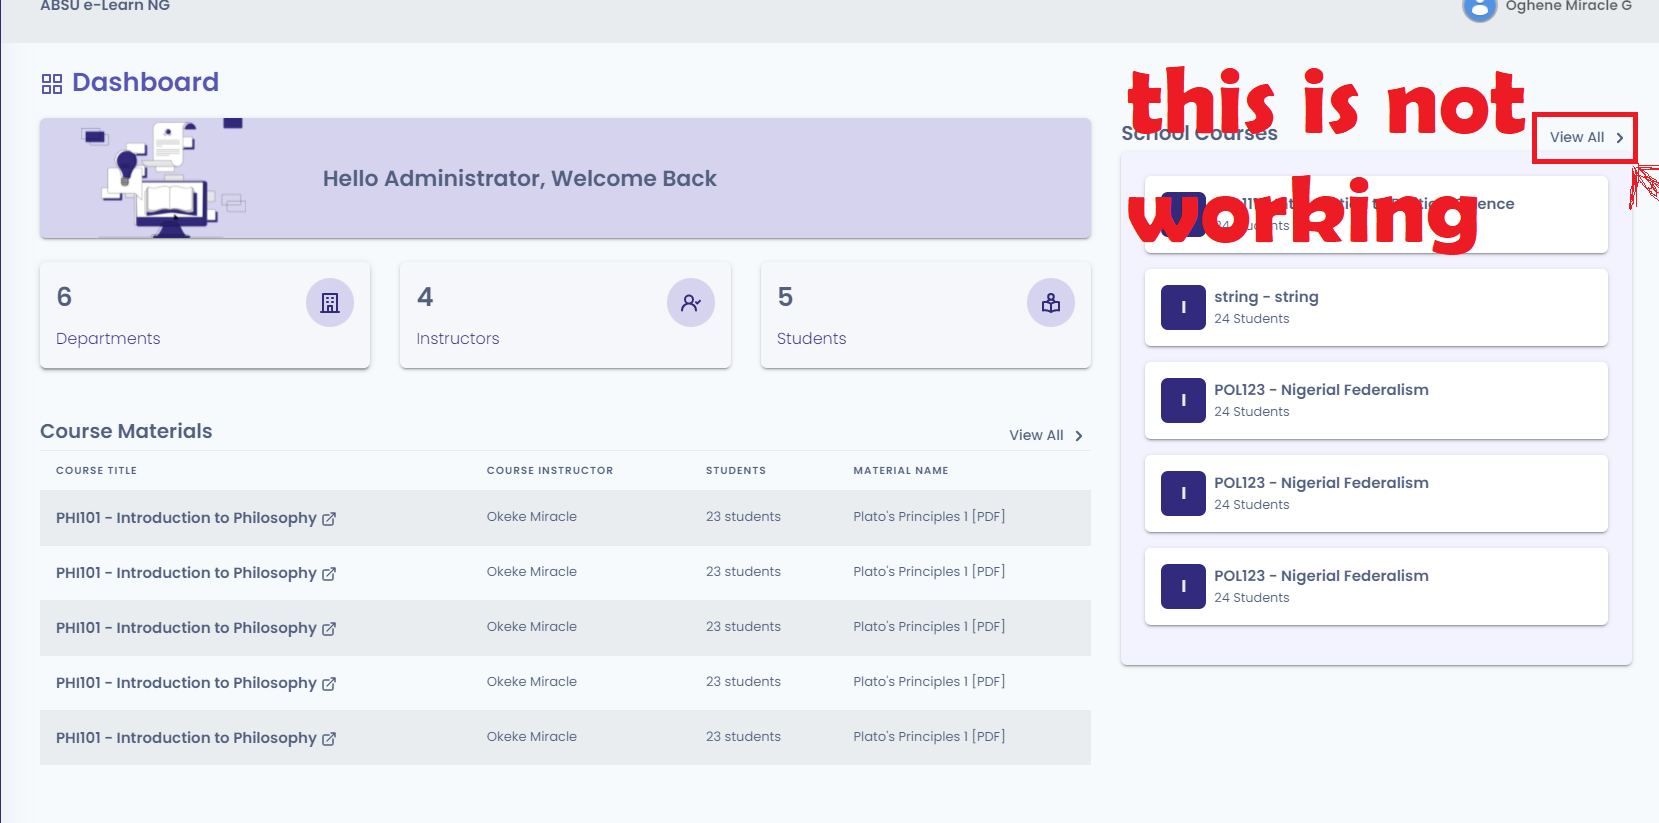 ABSU e-Learn NG
Oghene Miracle G
Dashboard
Hello Administrator, Welcome Back
6
Departments
4
Instructors
5
Students
Course Materials
View All
COURSE TITLE COURSE INSTRUCTOR STUDENTS MATERIAL NAME
PHI101 - Introduction to Philosophy Okeke Miracle 23 students Plato's Principles 1 [PDF]
PHI101 - Introduction to Philosophy Okeke Miracle 23 students Plato's Principles 1 [PDF]
PHI101 - Introduction to Philosophy Okeke Miracle 23 students Plato's Principles 1 [PDF]
PHI101 - Introduction to Philosophy Okeke Miracle 23 students Plato's Principles 1 [PDF]
PHI101 - Introduction to Philosophy Okeke Miracle 23 students Plato's Principles 1 [PDF]
this is not
working
School Courses
View All
I
string - string
24 Students
I
POL123 - Nigerial Federalism
24 Students
I
POL123 - Nigerial Federalism
24 Students
I
POL123 - Nigerial Federalism
24 Students